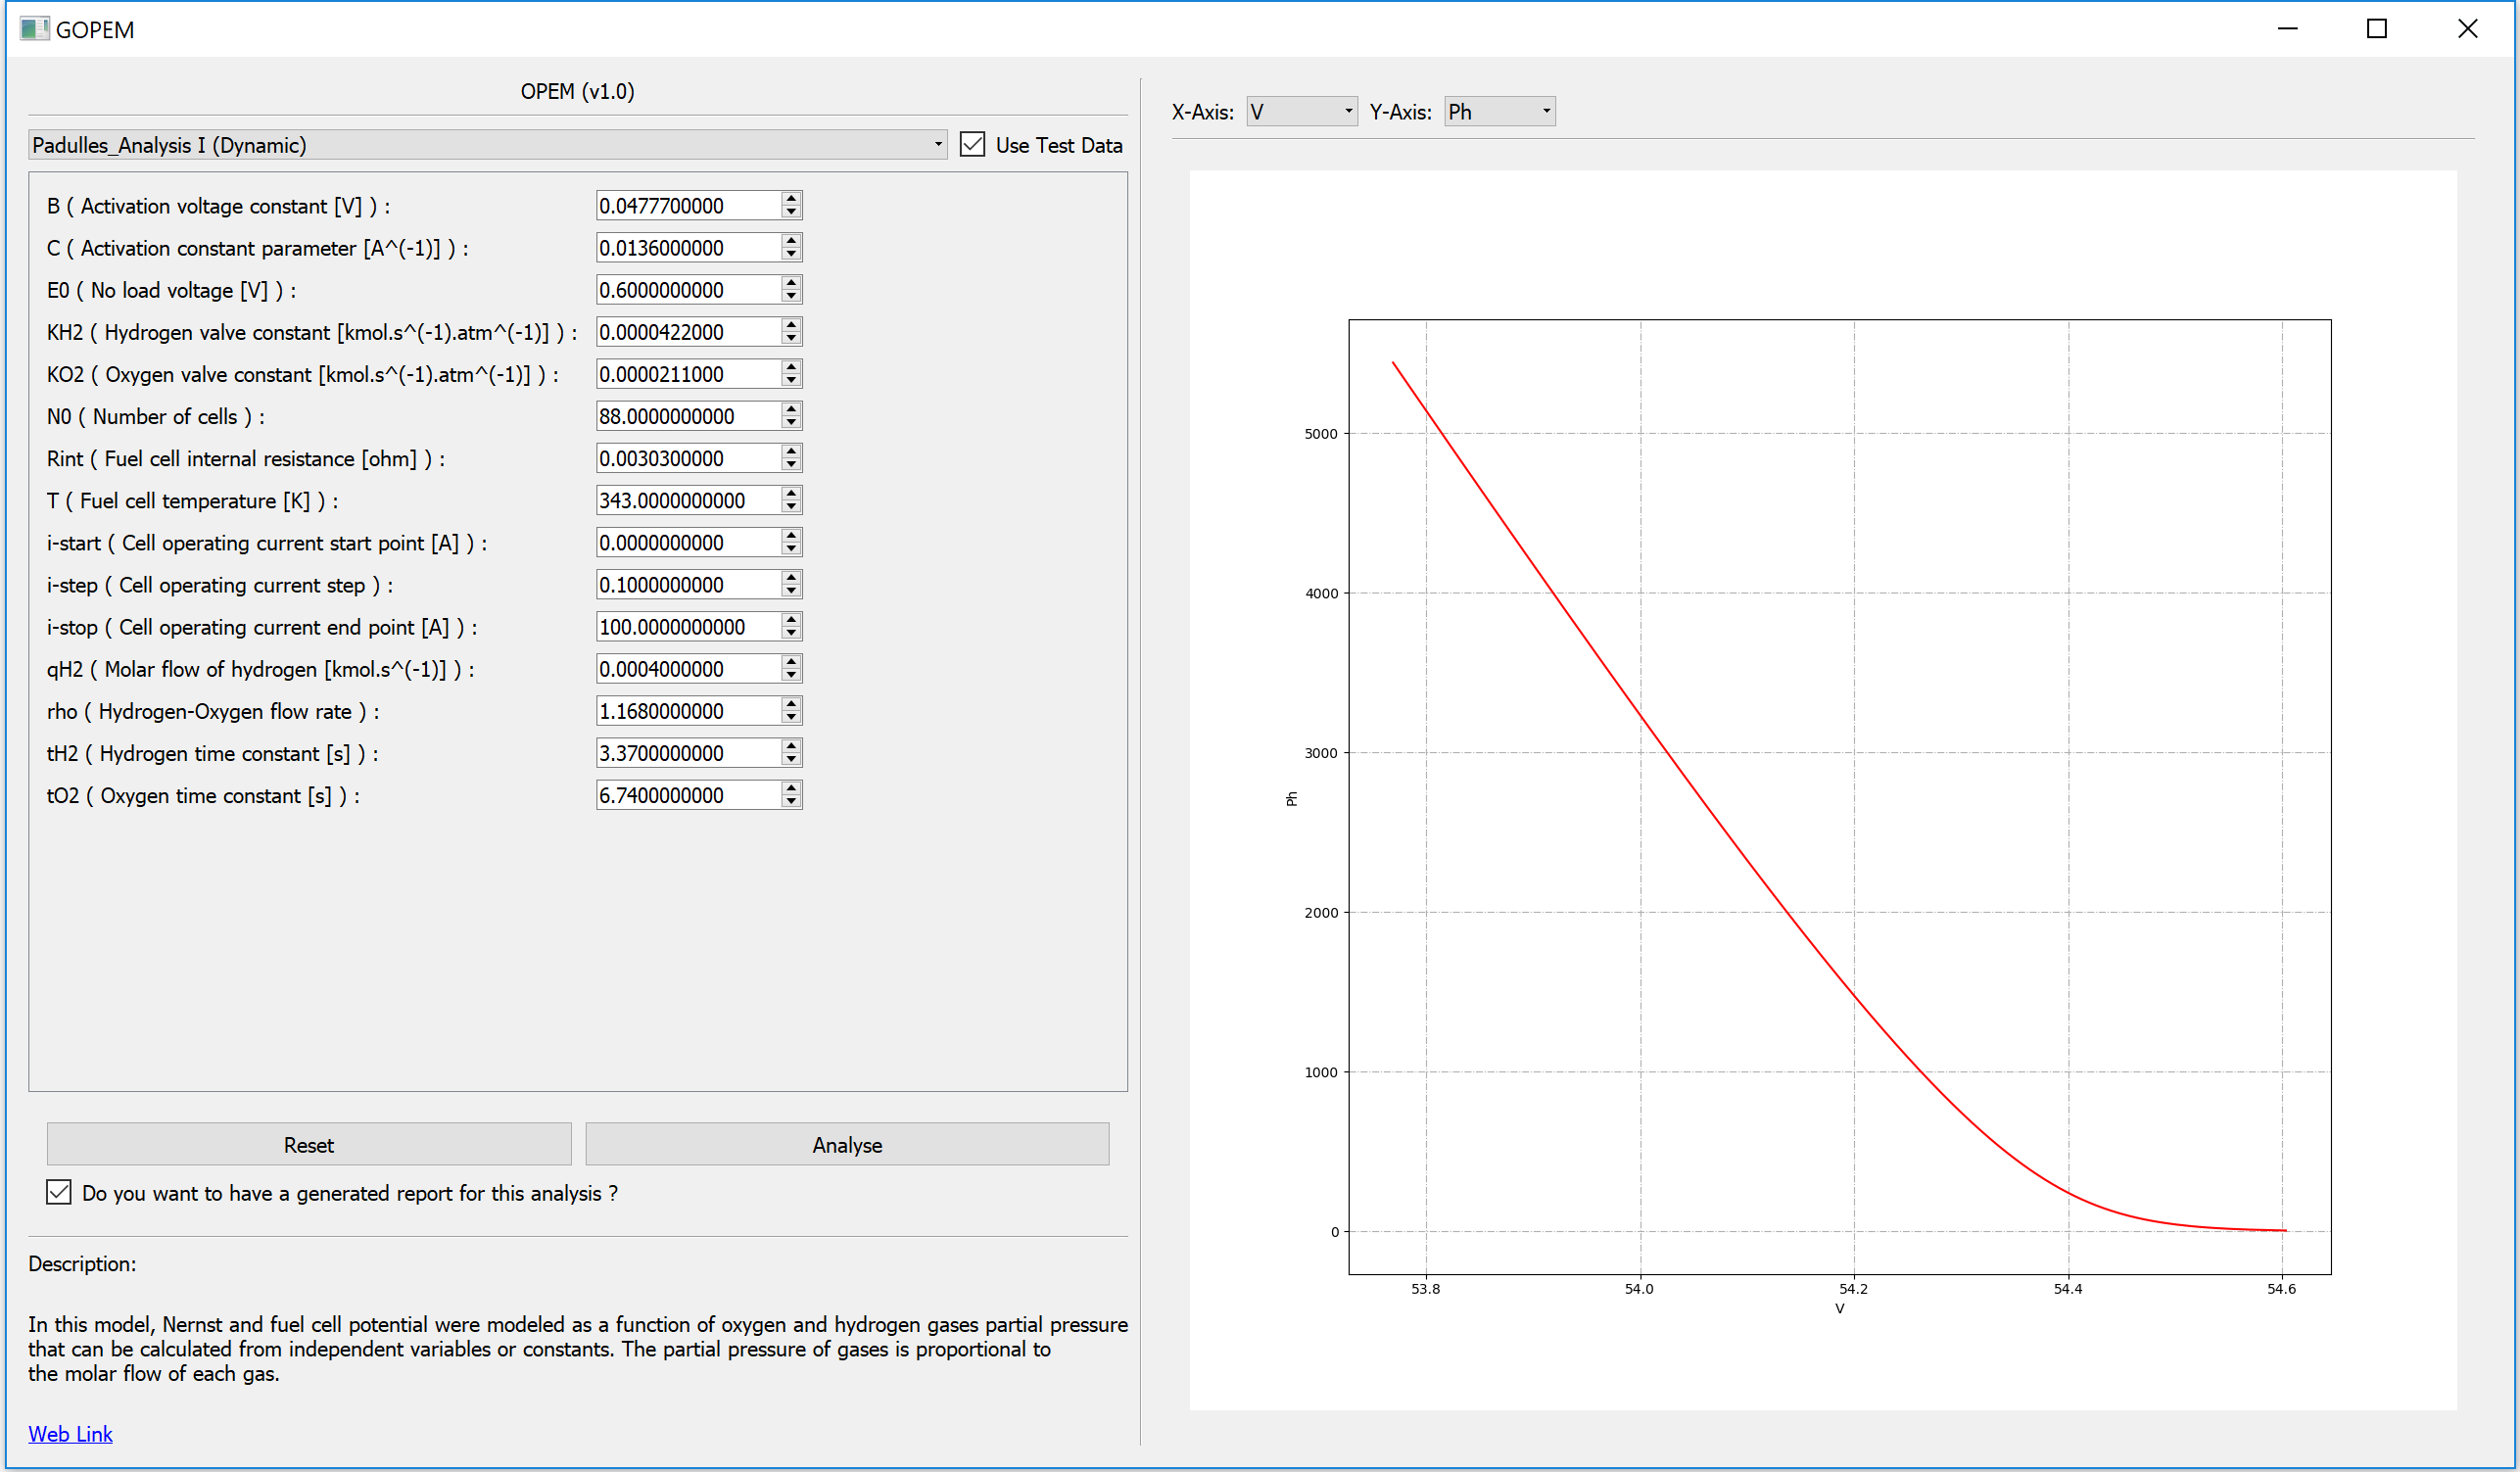 GOPEM
OPEM (v1.0)
Padulles_Analysis I (Dynamic)
Use Test Data
B ( Activation voltage constant [V] ) :
0.0477700000
C ( Activation constant parameter [A^(-1)] ) :
0.0136000000
E0 ( No load voltage [V] ) :
0.6000000000
KH2 ( Hydrogen valve constant [kmol.s^(-1).atm^(-1)] ) :
0.0000422000
KO2 ( Oxygen valve constant [kmol.s^(-1).atm^(-1)] ) :
0.0000211000
N0 ( Number of cells ) :
88.0000000000
Rint ( Fuel cell internal resistance [ohm] ) :
0.0030300000
T ( Fuel cell temperature [K] ) :
343.0000000000
i-start ( Cell operating current start point [A] ) :
0.0000000000
i-step ( Cell operating current step ) :
0.1000000000
i-stop ( Cell operating current end point [A] ) :
100.0000000000
qH2 ( Molar flow of hydrogen [kmol.s^(-1)] ) :
0.0004000000
rho ( Hydrogen-Oxygen flow rate ) :
1.1680000000
tH2 ( Hydrogen time constant [s] ) :
3.3700000000
tO2 ( Oxygen time constant [s] ) :
6.7400000000
Reset
Analyse
Do you want to have a generated report for this analysis ?
Description:
In this model, Nernst and fuel cell potential were modeled as a function of oxygen and hydrogen gases partial pressure
that can be calculated from independent variables or constants. The partial pressure of gases is proportional to
the molar flow of each gas.
Web Link
X-Axis:
V
Y-Axis:
Ph
5000
4000
3000
2000
1000
0
Ph
53.8
54.0
54.2
54.4
54.6
V